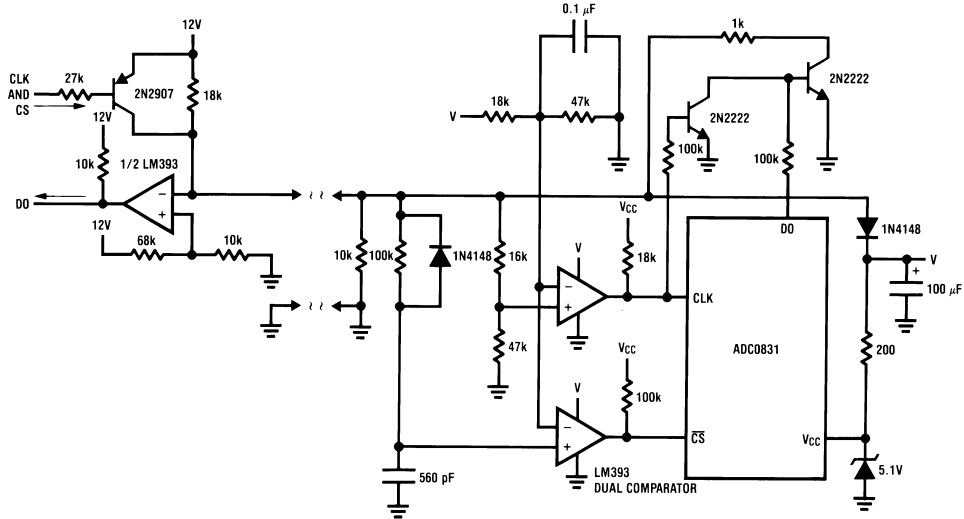 0.1 µF
12V
1k
CLK
AND
CS
27k
2N2907
18k
2N2222
12V
V
18k
47k
2N2222
10k
1/2 LM393
100k
100k
DO
12V
68k
10k
VCC
DO
1N4148
10k
100k
1N4148
16k
V
18k
V
+
100 µF
CLK
47k
ADC0831
200
VCC
V
100k
CS
VCC
560 pF
LM393
DUAL COMPARATOR
5.1V
−
+
−
+
−
+